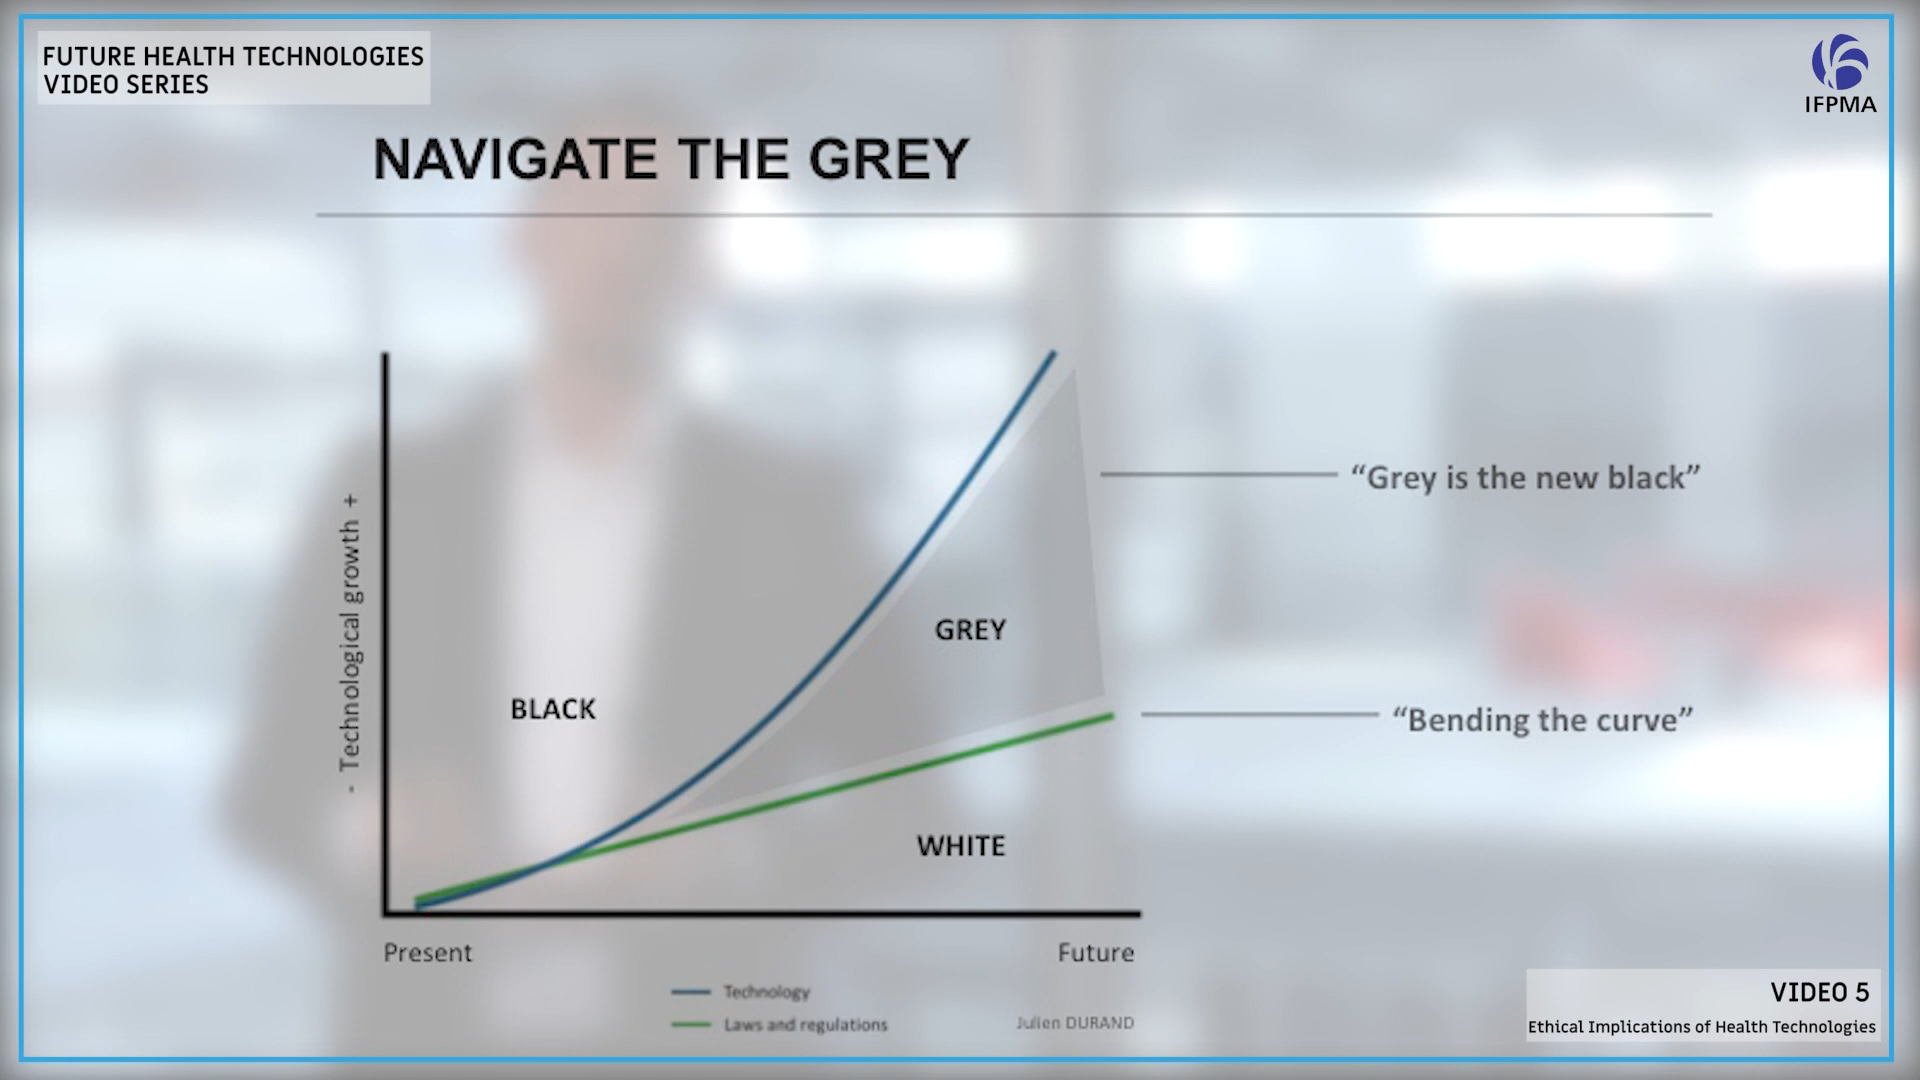 FUTURE HEALTH TECHNOLOGIES
VIDEO SERIES
IFPMA
NAVIGATE THE GREY
“Grey is the new black”
GREY
BLACK
- Technological growth +
“Bending the curve”
WHITE
Present
Future
Technology
Laws and regulations
Julien DURAND
VIDEO 5
Ethical Implications of Health Technologies